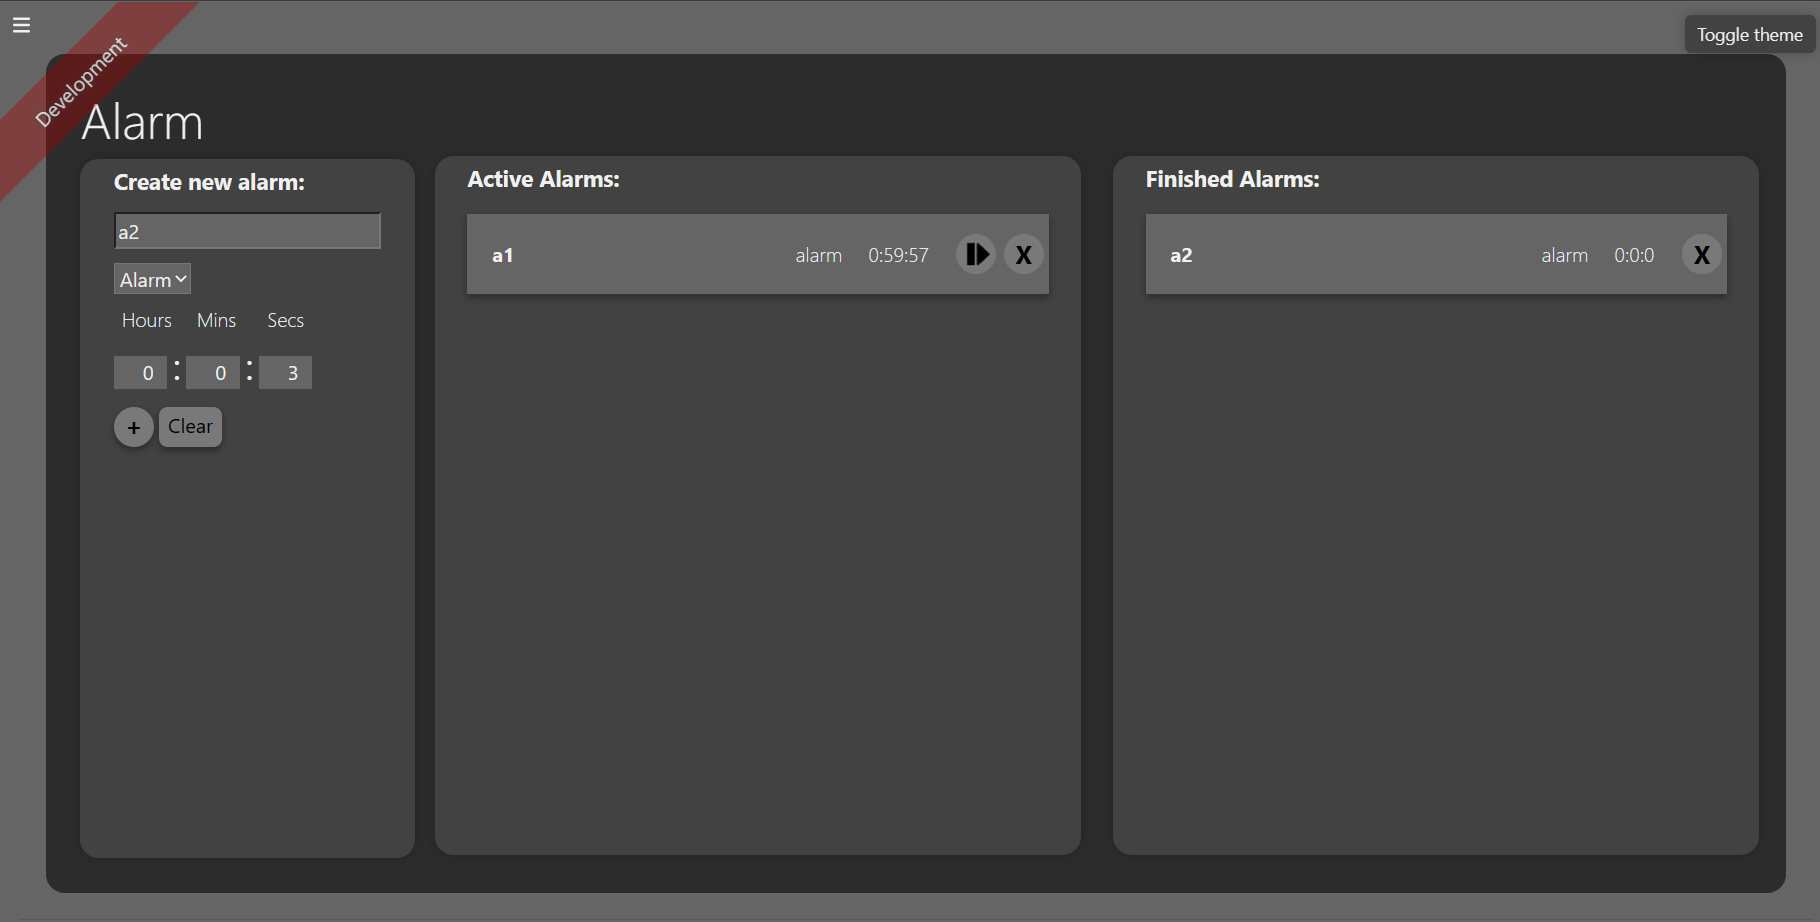 Toggle theme
Development
Alarm
Create new alarm:
a2
Alarm
Hours Mins Secs
0 : 0 : 3
+ Clear
Active Alarms:
a1 alarm 0:59:57 X
Finished Alarms:
a2 alarm 0:0:0 X